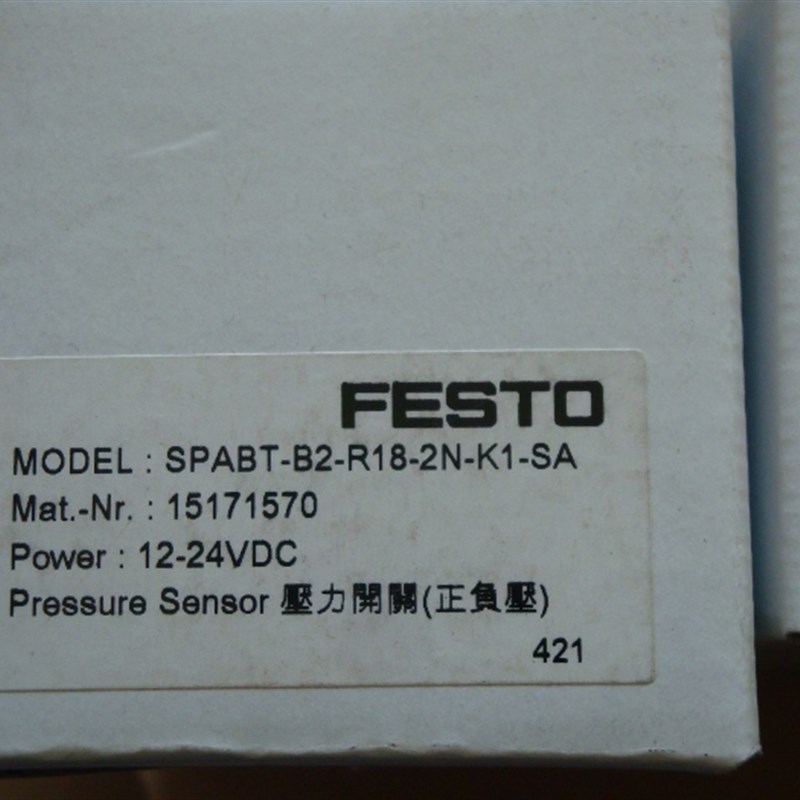 FESTO
MODEL : SPABT-B2-R18-2N-K1-SA
Mat.-Nr. : 15171570
Power : 12-24VDC
Pressure Sensor 壓力開關(正負壓)
421